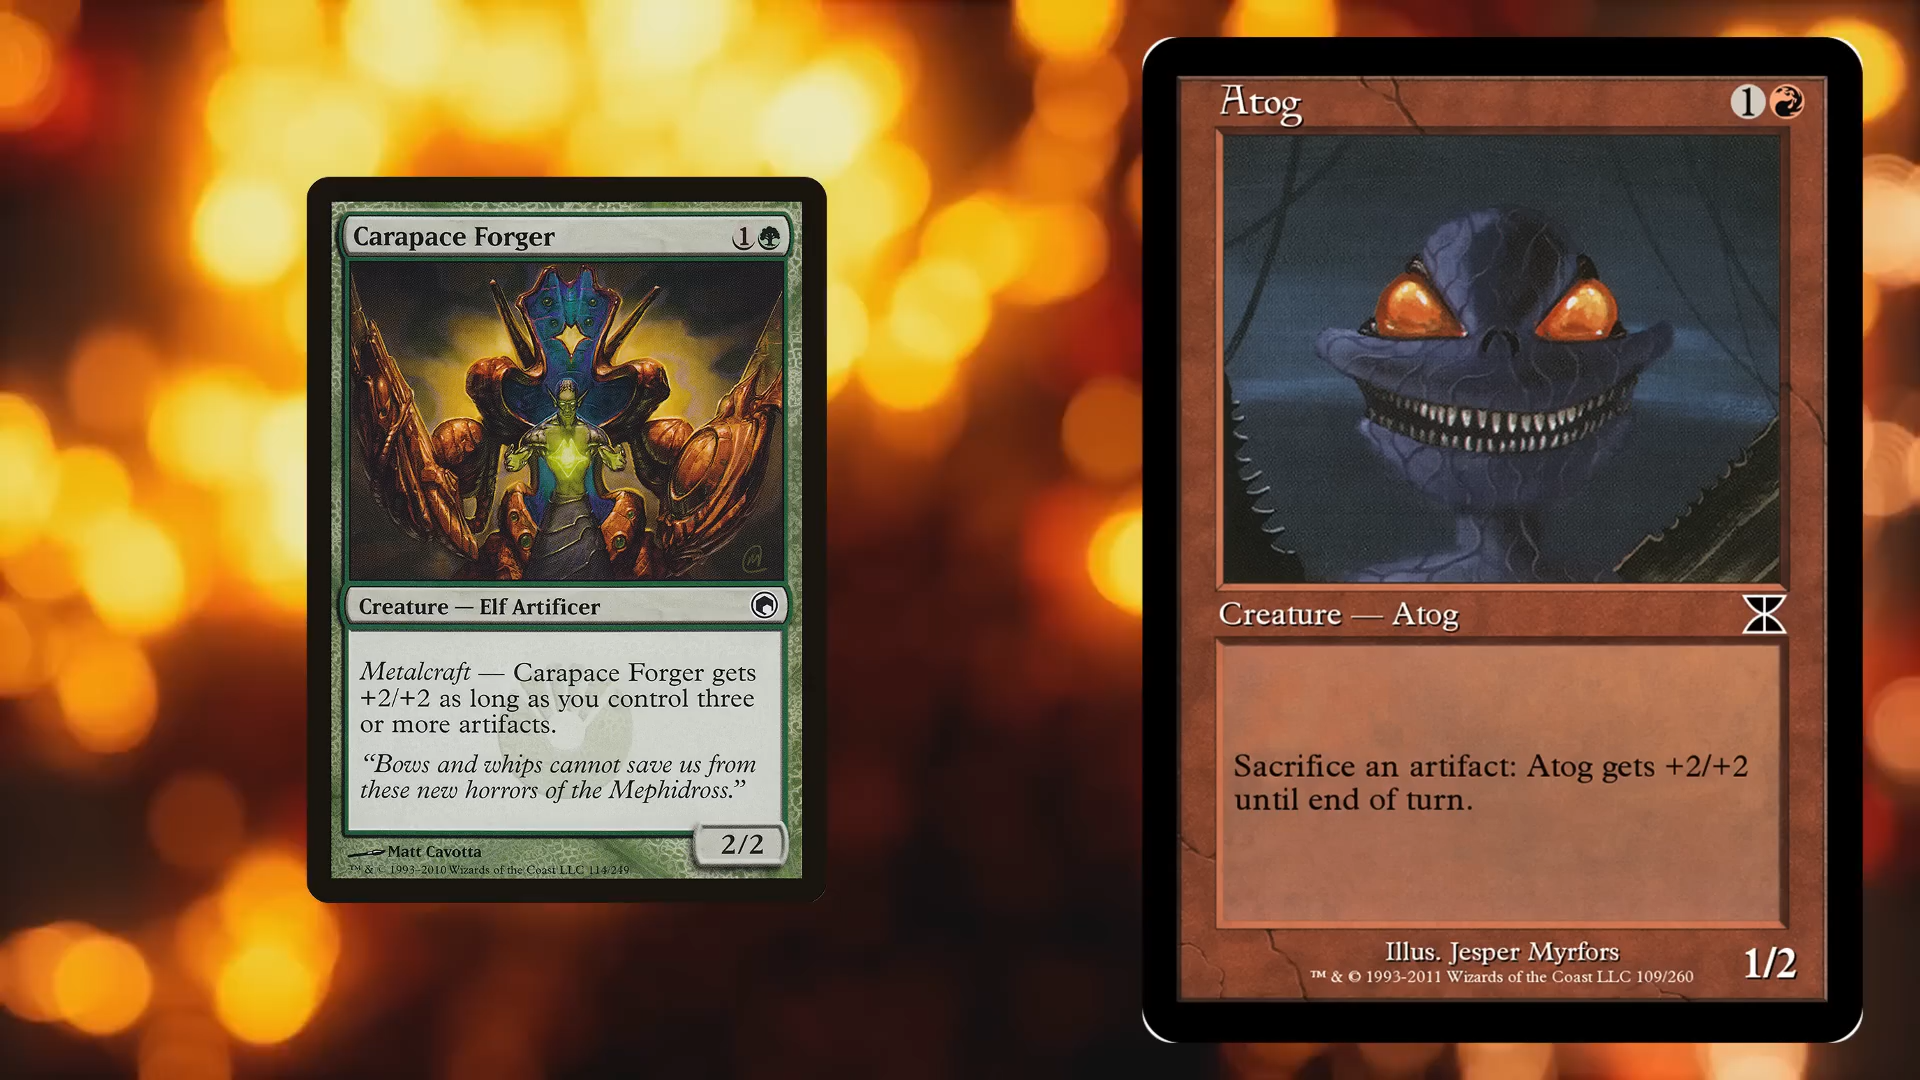 Carapace Forger
1
Creature — Elf Artificer
Metalcraft — Carapace Forger gets
+2/+2 as long as you control three
or more artifacts.
“Bows and whips cannot save us from
these new horrors of the Mephidross.”
2/2
Matt Cavotta
™ & © 1993–2010 Wizards of the Coast LLC 114/249
Atog
1
Creature — Atog
Sacrifice an artifact: Atog gets +2/+2
until end of turn.
Illus. Jesper Myrfors
™ & © 1993-2011 Wizards of the Coast LLC 109/260
1/2